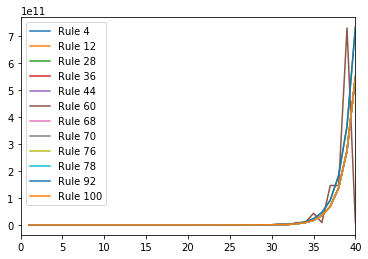 1e11
7
6
5
4
3
2
1
0
Rule 4
Rule 12
Rule 28
Rule 36
Rule 44
Rule 60
Rule 68
Rule 70
Rule 76
Rule 78
Rule 92
Rule 100
0 5 10 15 20 25 30 35 40